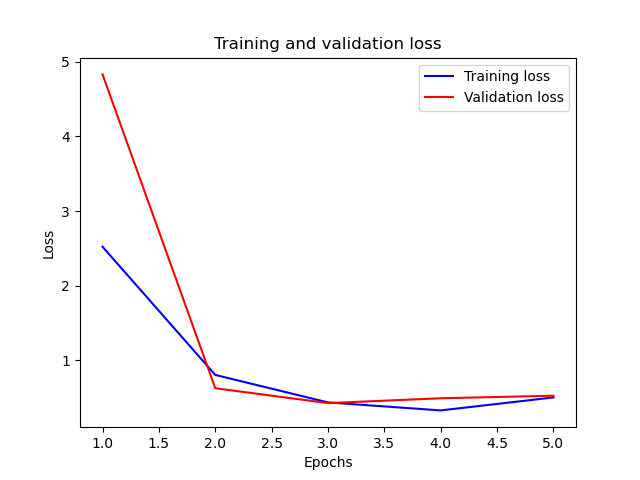 Training and validation loss
Training loss
Validation loss
Loss
5
4
3
2
1
1.0 1.5 2.0 2.5 3.0 3.5 4.0 4.5 5.0
Epochs